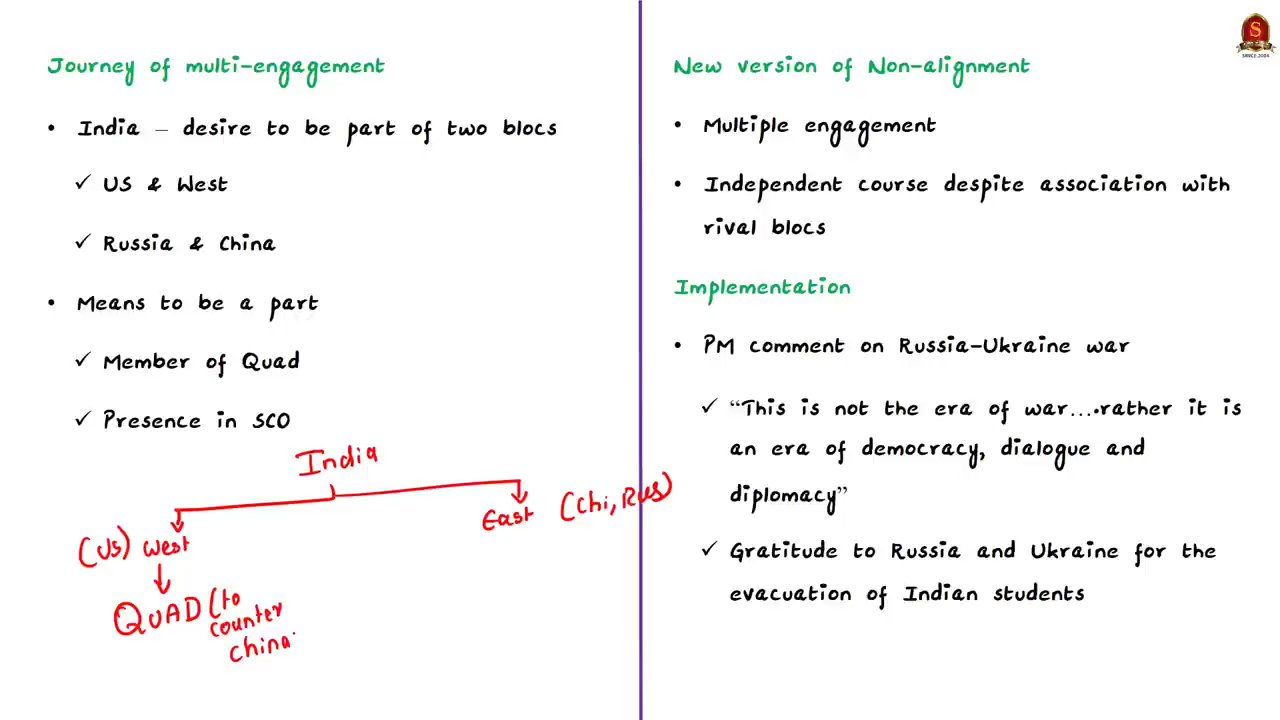 Journey of multi-engagement
• India – desire to be part of two blocs
✓ US & West
✓ Russia & China
• Means to be a part
✓ Member of Quad
✓ Presence in SCO
India
(US) West
East (Chi, RUS)
QUAD (to
counter
china
New version of Non-alignment
• Multiple engagement
• Independent course despite association with
rival blocs
Implementation
• PM comment on Russia-Ukraine war
✓ “This is not the era of war....rather it is
an era of democracy, dialogue and
diplomacy”
✓ Gratitude to Russia and Ukraine for the
evacuation of Indian students
S
SINCE 2004